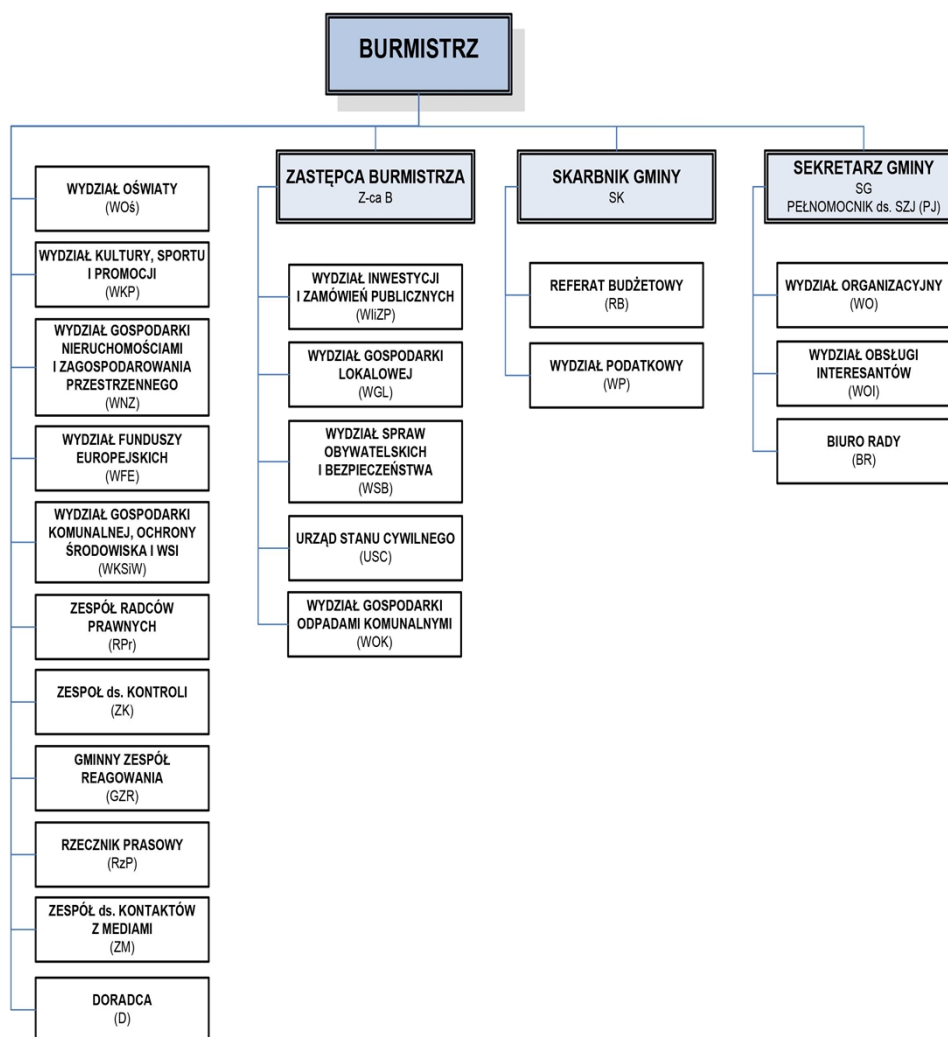 BURMISTRZ
WYDZIAŁ OŚWIATY
(WOś)
WYDZIAŁ KULTURY, SPORTU
I PROMOCJI
(WKP)
WYDZIAŁ GOSPODARKI
NIERUCHOMOŚCIAMI
I ZAGOSPODAROWANIA
PRZESTRZENNEGO
(WNZ)
WYDZIAŁ FUNDUSZY
EUROPEJSKICH
(WFE)
WYDZIAŁ GOSPODARKI
KOMUNALNEJ, OCHRONY
ŚRODOWISKA I WSI
(WKSiW)
ZESPÓŁ RADCÓW
PRAWNYCH
(RPr)
ZESPOŁ ds. KONTROLI
(ZK)
GMINNY ZESPÓŁ
REAGOWANIA
(GZR)
RZECZNIK PRASOWY
(RzP)
ZESPÓŁ ds. KONTAKTÓW
Z MEDIAMI
(ZM)
DORADCA
(D)
ZASTĘPCA BURMISTRZA
Z-ca B
WYDZIAŁ INWESTYCJI
I ZAMÓWIEŃ PUBLICZNYCH
(WIiZP)
WYDZIAŁ GOSPODARKI
LOKALOWEJ
(WGL)
WYDZIAŁ SPRAW
OBYWATELSKICH
I BEZPIECZEŃSTWA
(WSB)
URZĄD STANU CYWILNEGO
(USC)
WYDZIAŁ GOSPODARKI
ODPADAMI KOMUNALNYMI
(WOK)
SKARBNIK GMINY
SK
REFERAT BUDŻETOWY
(RB)
WYDZIAŁ PODATKOWY
(WP)
SEKRETARZ GMINY
SG
PEŁNOMOCNIK ds. SZJ (PJ)
WYDZIAŁ ORGANIZACYJNY
(WO)
WYDZIAŁ OBSŁUGI
INTERESANTÓW
(WOI)
BIURO RADY
(BR)